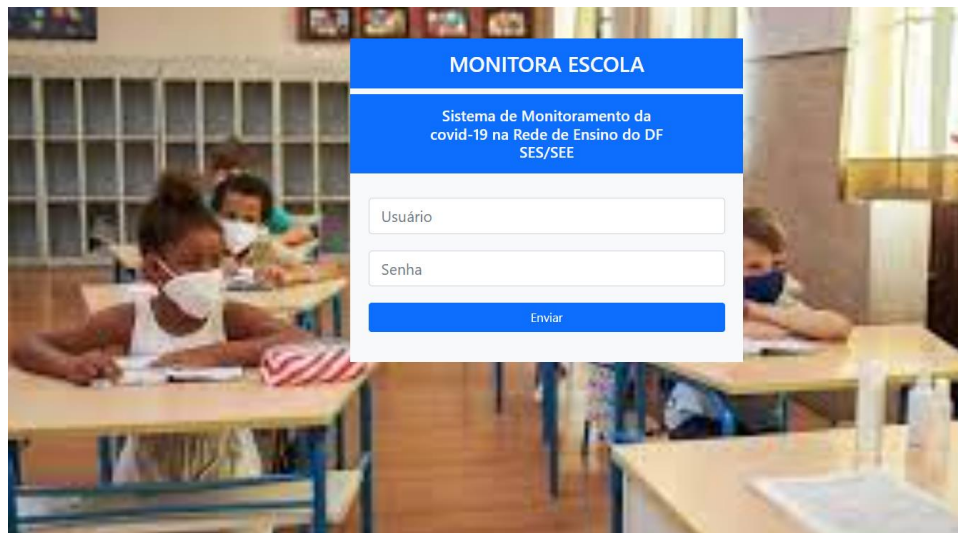 MONITORA ESCOLA
Sistema de Monitoramento da
covid-19 na Rede de Ensino do DF
SES/SEE
Usuário
Senha
Enviar